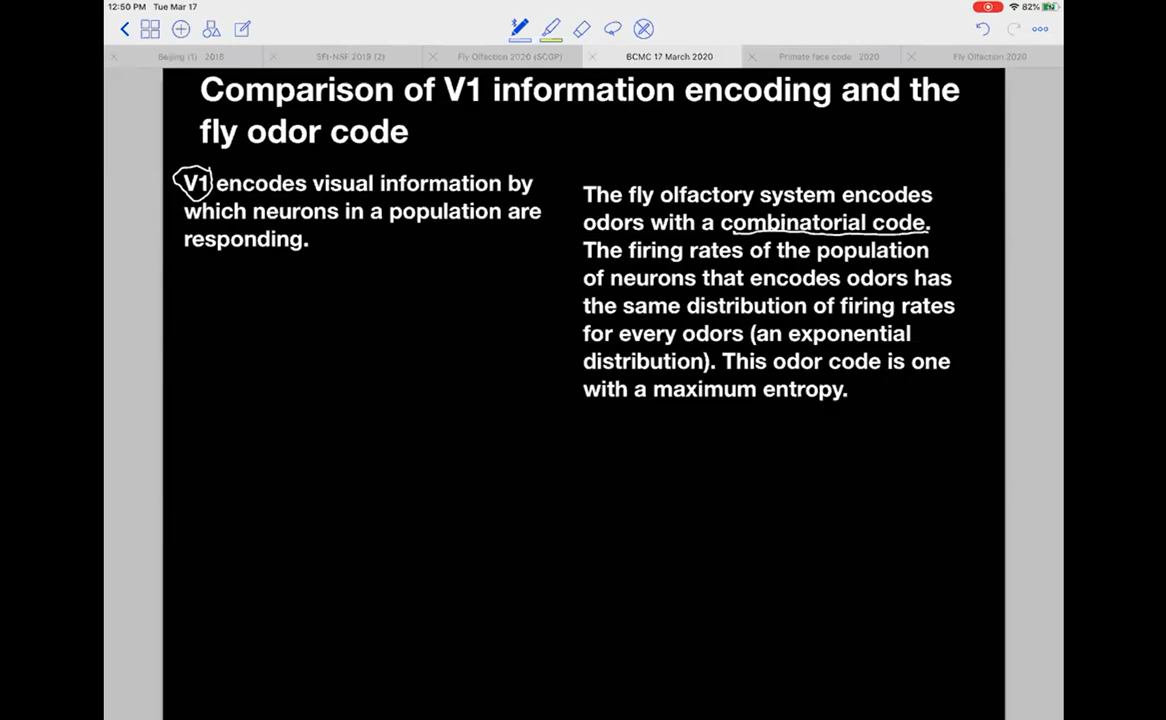 12:50 PM Tue Mar 17
82%
Beijing (1) 2018
SFI-NSF 2019 (2)
Fly Olfaction 2020 (SCGP)
BCMC 17 March 2020
Primate face code 2020
Fly Olfaction 2020
Comparison of V1 information encoding and the
fly odor code
V1 encodes visual information by
which neurons in a population are
responding.
The fly olfactory system encodes
odors with a combinatorial code.
The firing rates of the population
of neurons that encodes odors has
the same distribution of firing rates
for every odors (an exponential
distribution). This odor code is one
with a maximum entropy.